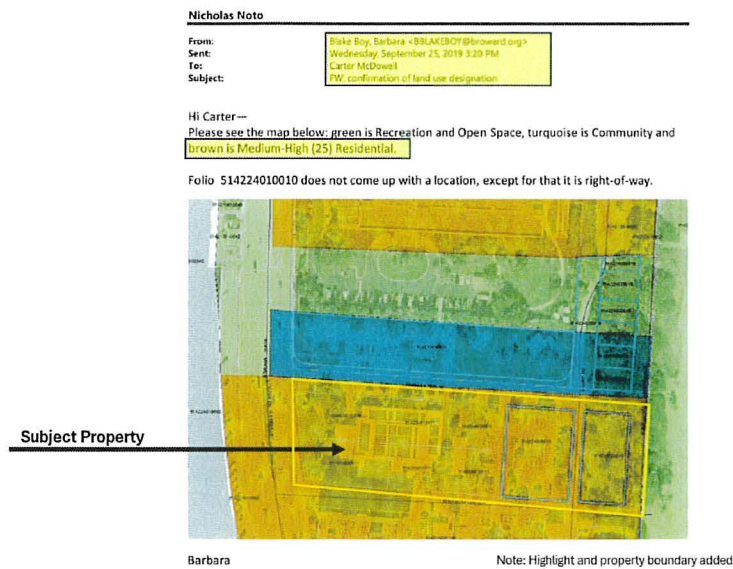 Nicholas Noto
From: Blake Boy, Barbara <BBLAKEBOY@broward.org>
Sent: Wednesday, September 25, 2019 3:20 PM
To: Carter McDowell
Subject: FW: confirmation of land use designation
Hi Carter—
Please see the map below: green is Recreation and Open Space, turquoise is Community and
brown is Medium-High (25) Residential.
Folio 514224010010 does not come up with a location, except for that it is right-of-way.
Subject Property
Barbara
Note: Highlight and property boundary added